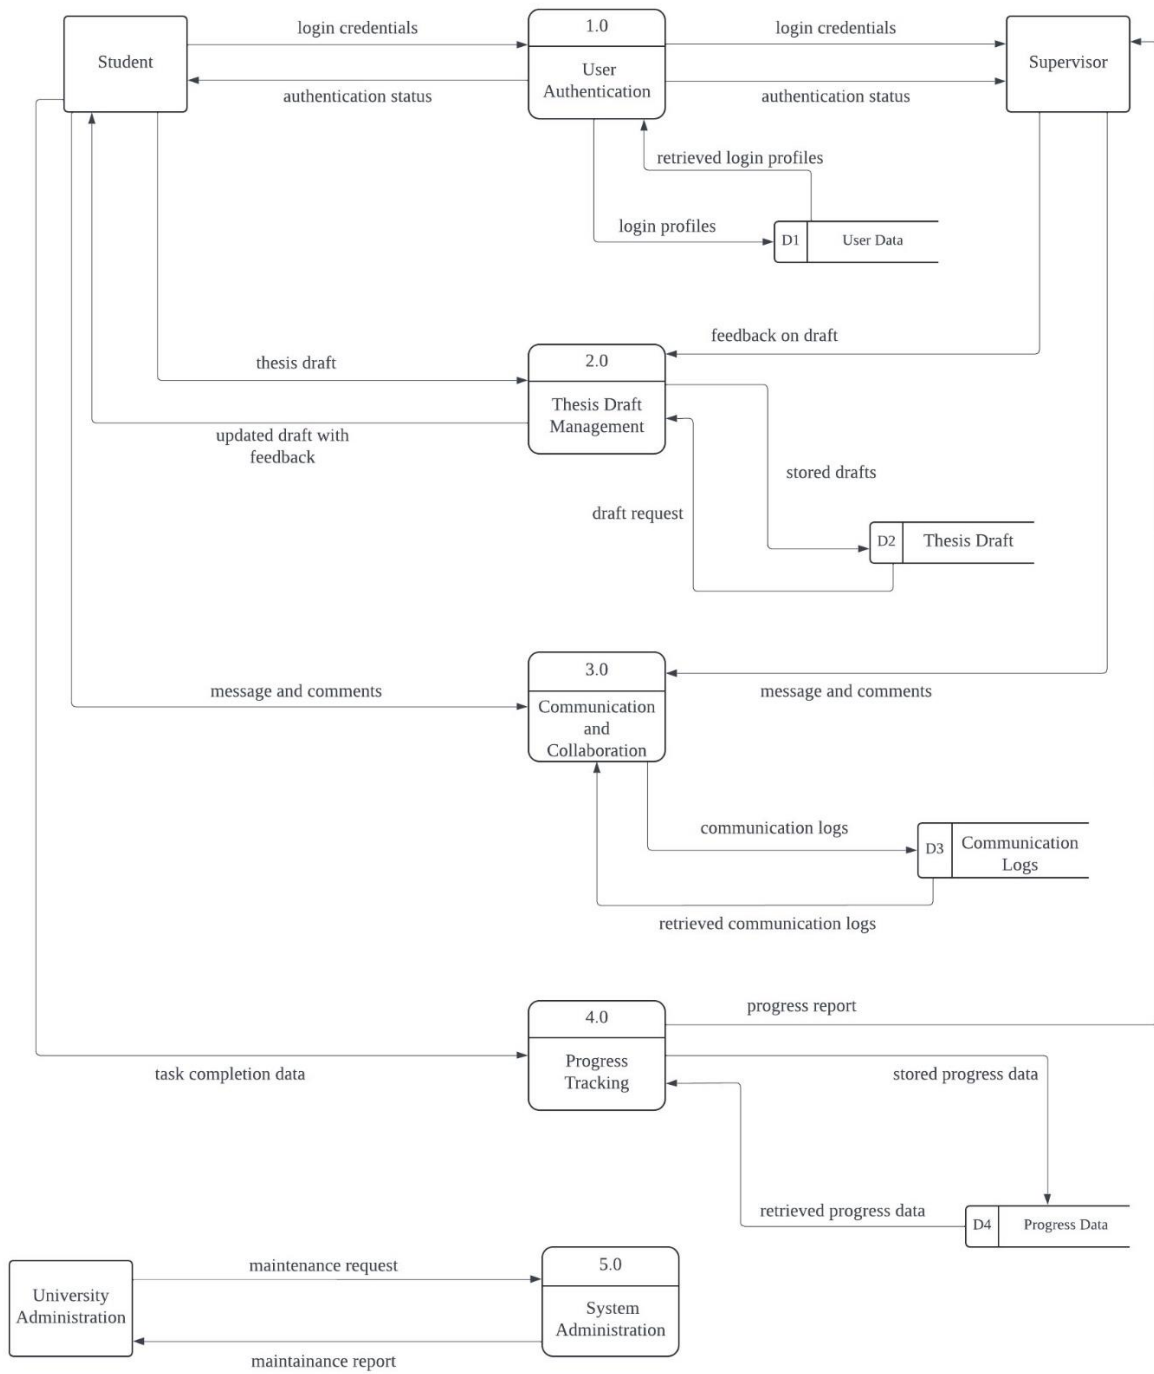 login credentials
1.0
login credentials
Student
User
Authentication
Supervisor
authentication status
authentication status
retrieved login profiles
login profiles
D1
User Data
feedback on draft
thesis draft
2.0
Thesis Draft
Management
updated draft with
feedback
stored drafts
draft request
D2
Thesis Draft
3.0
message and comments
Communication
and
Collaboration
message and comments
communication logs
D3
Communication
Logs
retrieved communication logs
progress report
4.0
Progress
Tracking
task completion data
stored progress data
retrieved progress data
D4
Progress Data
maintenance request
5.0
University
Administration
System
Administration
maintainance report